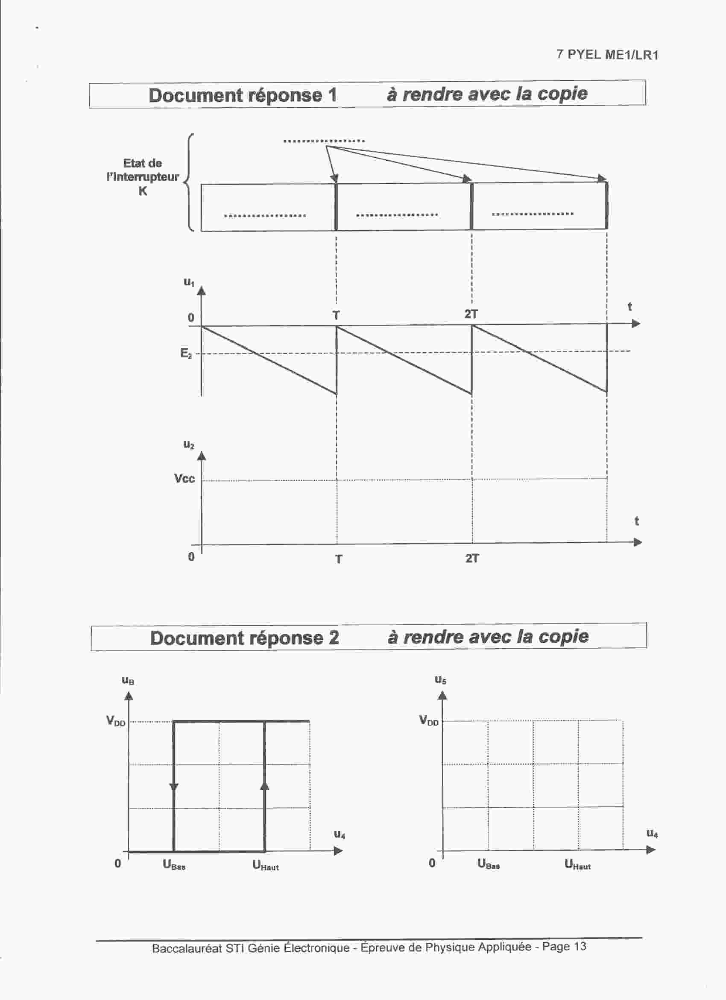 7 PYEL ME1/LR1
Document réponse 1 à rendre avec la copie
Etat de
l'interrupteur
K
u1
t
0
T
2T
E2
u2
Vcc
t
0
T
2T
Document réponse 2 à rendre avec la copie
uB
u5
VDD
VDD
u4
u4
0
UBas
UHaut
0
UBas
UHaut
Baccalauréat STI Génie Électronique - Épreuve de Physique Appliquée - Page 13